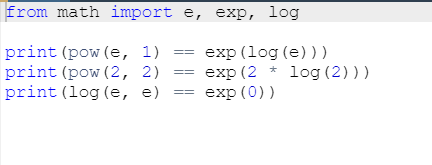 from math import e, exp, log
print(pow(e, 1) == exp(log(e)))
print(pow(2, 2) == exp(2 * log(2)))
print(log(e, e) == exp(0))